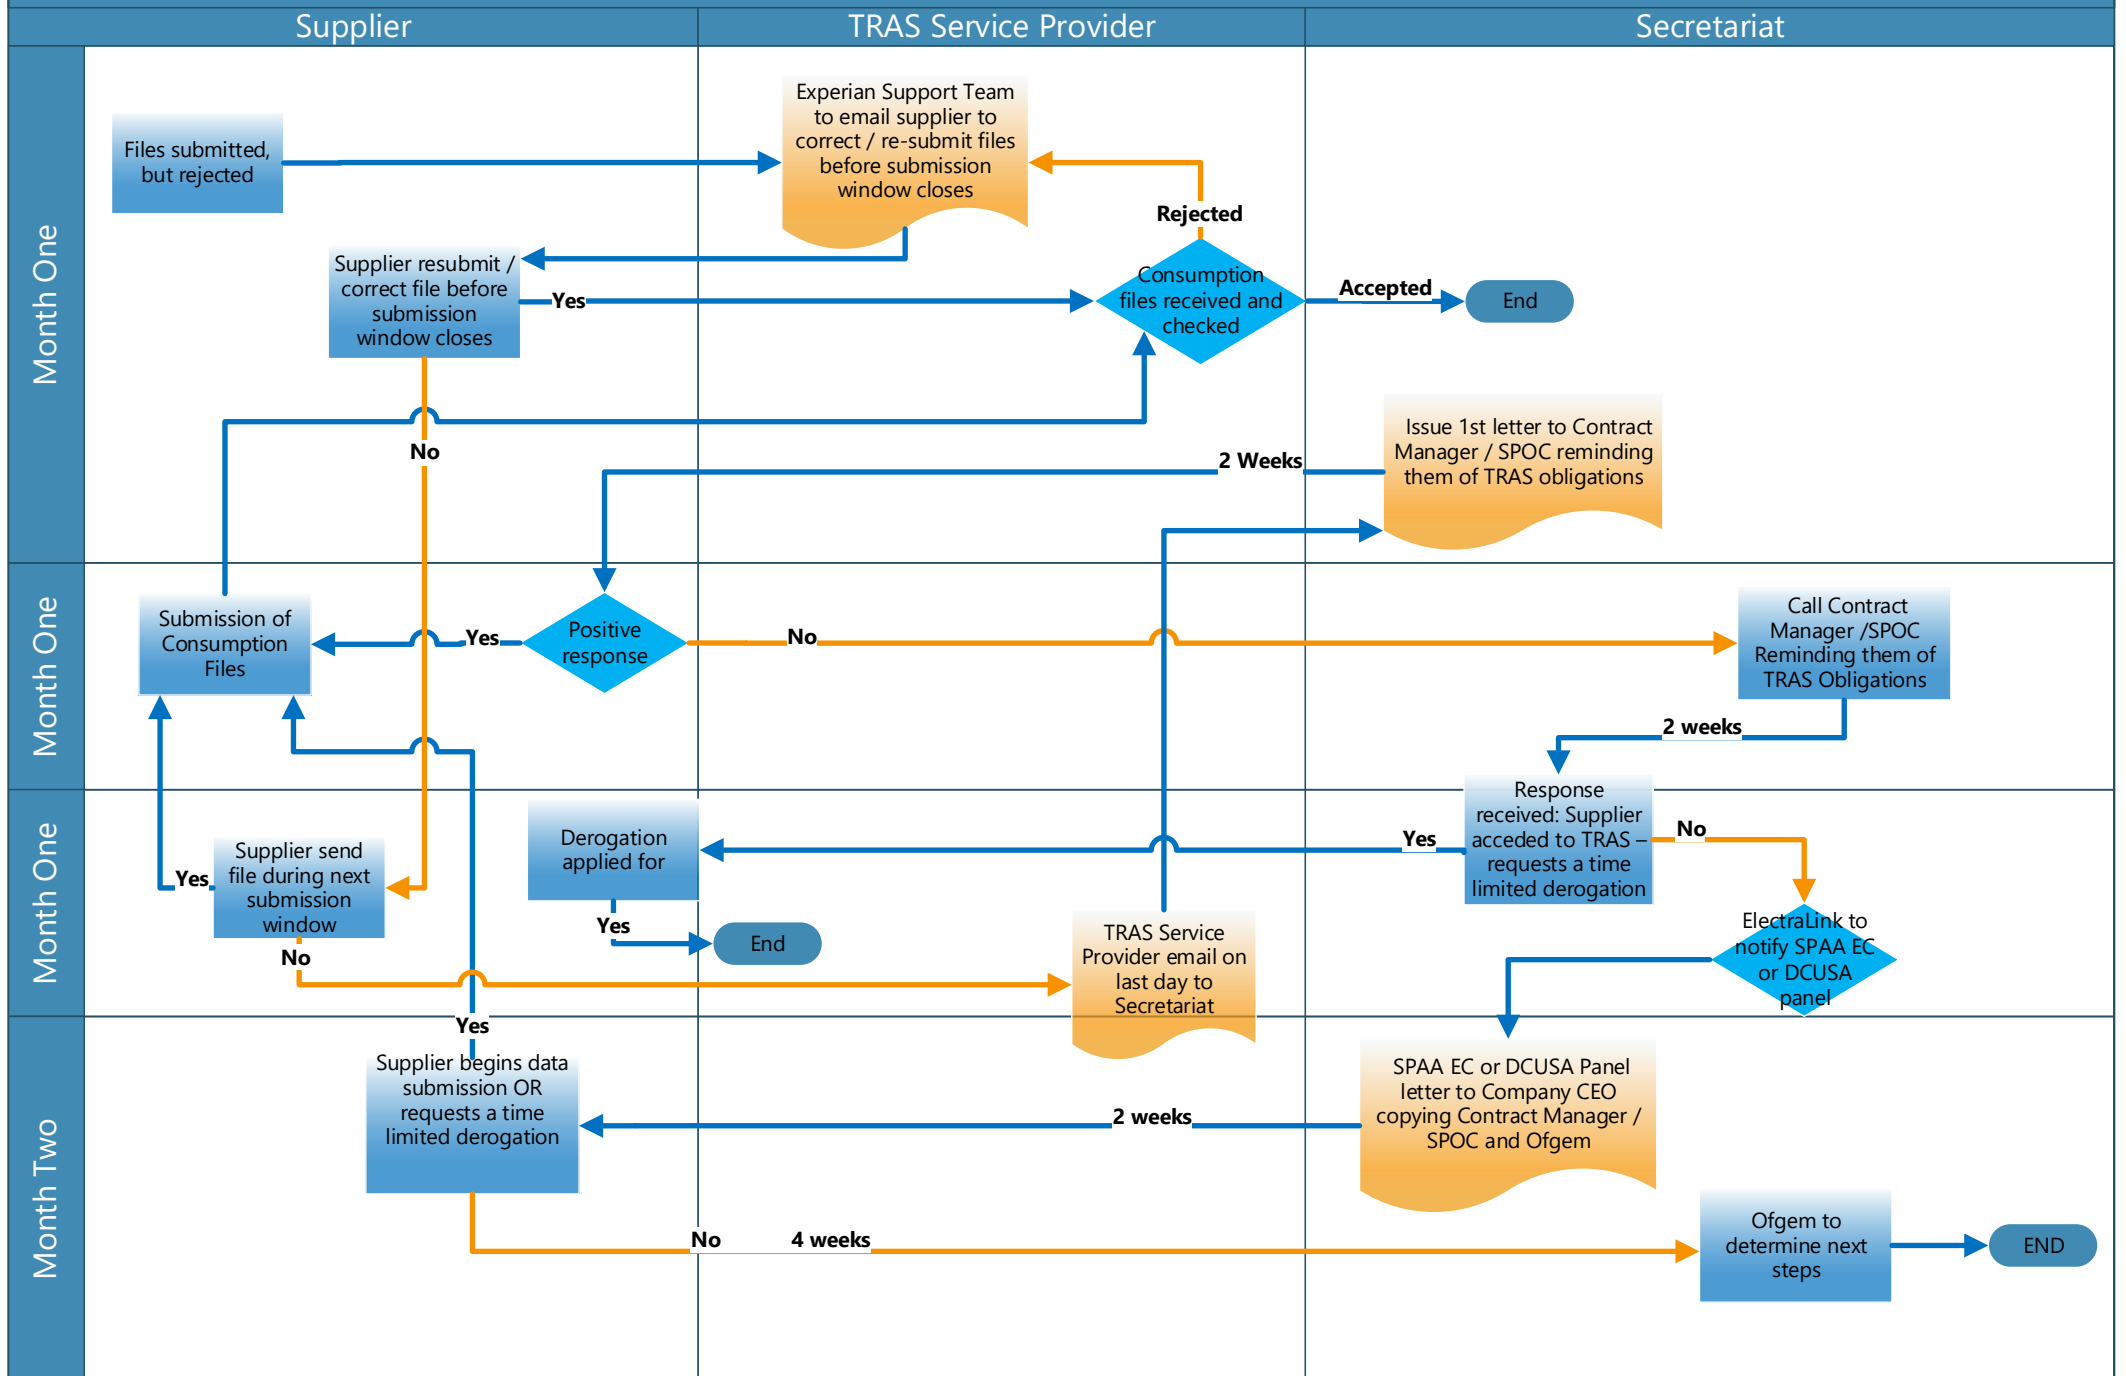 Supplier
TRAS Service Provider
Secretariat
Month One
Files submitted,
but rejected
Experian Support Team
to email supplier to
correct / re-submit files
before submission
window closes
Rejected
Supplier resubmit /
correct file before
submission
window closes
Yes
Consumption
files received and
checked
Accepted
End
No
2 Weeks
Issue 1st letter to Contract
Manager / SPOC reminding
them of TRAS obligations
Month One
Submission of
Consumption
Files
Yes
Positive
response
No
Call Contract
Manager /SPOC
Reminding them of
TRAS Obligations
2 weeks
Month One
Supplier send
file during next
submission
window
Yes
No
Derogation
applied for
Yes
End
TRAS Service
Provider email on
last day to
Secretariat
Yes
Response
received: Supplier
acceded to TRAS –
requests a time
limited derogation
No
ElectraLink to
notify SPAA EC
or DCUSA
panel
Month Two
Yes
Supplier begins data
submission OR
requests a time
limited derogation
2 weeks
SPAA EC or DCUSA Panel
letter to Company CEO
copying Contract Manager /
SPOC and Ofgem
No
4 weeks
Ofgem to
determine next
steps
END